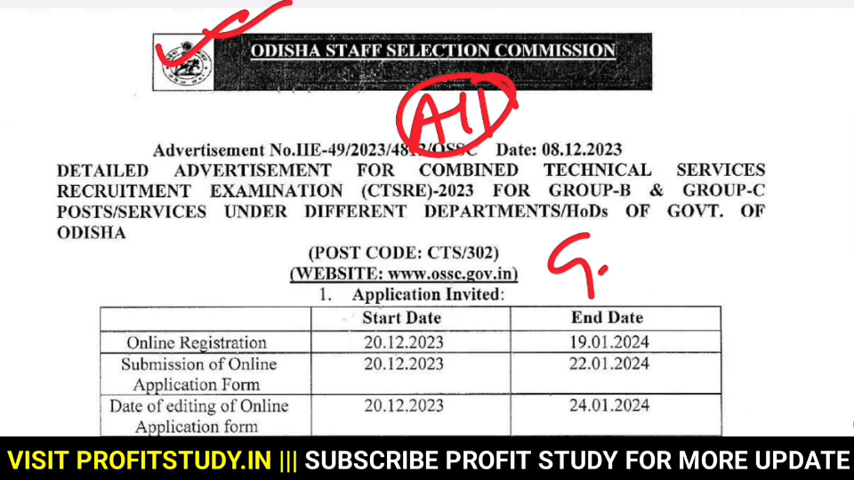 ODISHA STAFF SELECTION COMMISSION
All
Advertisement No.IIE-49/2023/4812/OSSC Date: 08.12.2023
DETAILED ADVERTISEMENT FOR COMBINED TECHNICAL SERVICES
RECRUITMENT EXAMINATION (CTSRE)-2023 FOR GROUP-B & GROUP-C
POSTS/SERVICES UNDER DIFFERENT DEPARTMENTS/HoDs OF GOVT. OF
ODISHA
(POST CODE: CTS/302)
(WEBSITE: www.ossc.gov.in)
1. Application Invited:
Start Date End Date
Online Registration 20.12.2023 19.01.2024
Submission of Online 20.12.2023 22.01.2024
Application Form
Date of editing of Online 20.12.2023 24.01.2024
Application form
VISIT PROFITSTUDY.IN ||| SUBSCRIBE PROFIT STUDY FOR MORE UPDATE